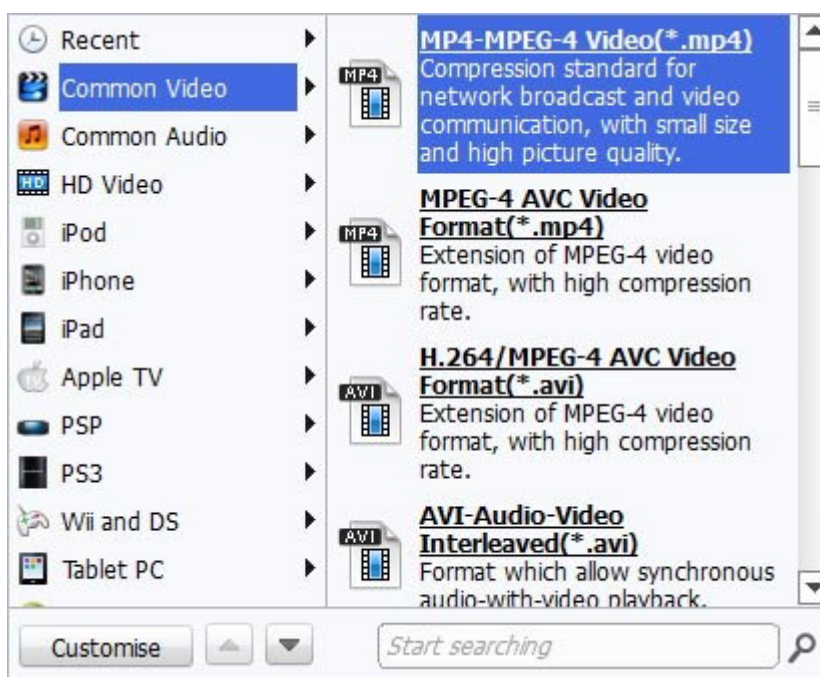 Recent
Common Video
Common Audio
HD
HD Video
iPod
iPhone
iPad
Apple TV
PSP
PS3
Wii and DS
Tablet PC
MP4-MPEG-4 Video(*.mp4)
MP4
Compression standard for
network broadcast and video
communication, with small size
and high picture quality.
MPEG-4 AVC Video
MP4
Format(*.mp4)
Extension of MPEG-4 video
format, with high compression
rate.
H.264/MPEG-4 AVC Video
AVI
Format(*.avi)
Extension of MPEG-4 video
format, with high compression
rate.
AVI-Audio-Video
AVI
Interleaved(*.avi)
Format which allow synchronous
audio-with-video playback.
Customise
Start searching